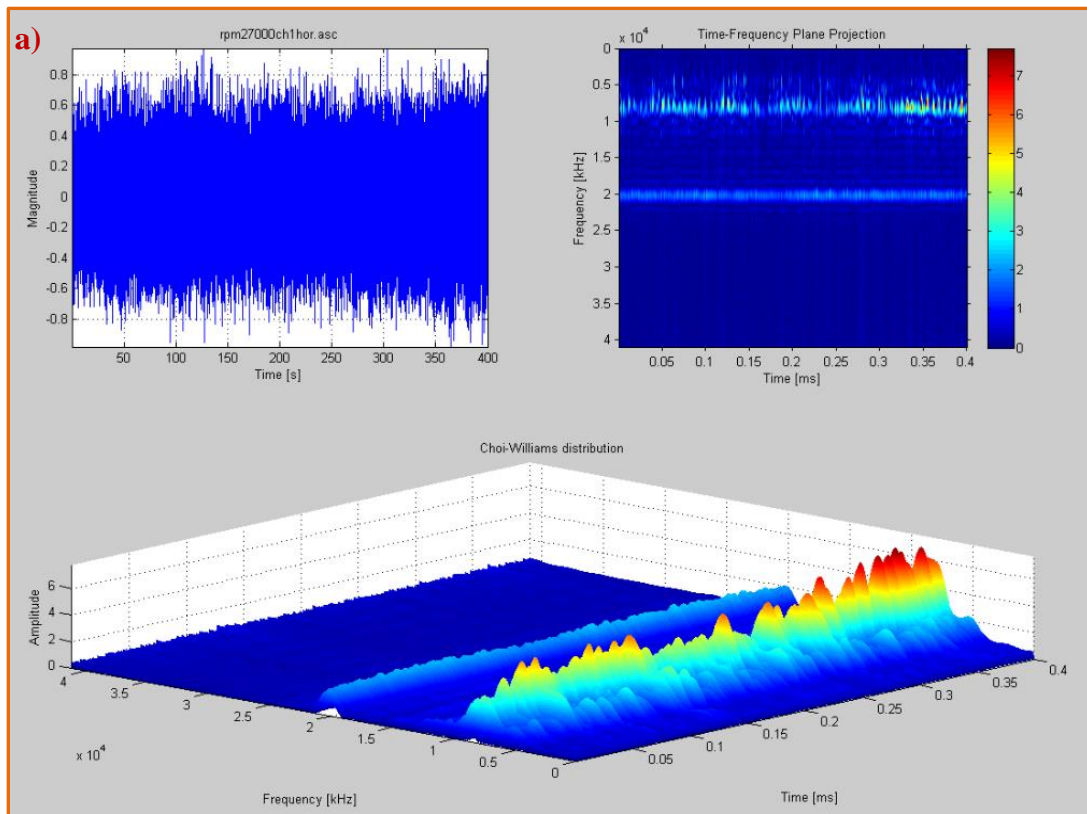 a)
rpm27000ch1hor.asc
0.8
0.6
0.4
0.2
0
-0.2
-0.4
-0.6
-0.8
Magnitude
50 100 150 200 250 300 350 400
Time [s]
Time-Frequency Plane Projection
x 10⁴
0
0.5
1
1.5
2
2.5
3
3.5
4
Frequency [kHz]
0.05 0.1 0.15 0.2 0.25 0.3 0.35 0.4
Time [ms]
7
6
5
4
3
2
1
0
Choi-Williams distribution
6
4
2
0
Amplitude
4 3.5 3 2.5 2 1.5 1 0.5 0
x 10⁴
Frequency [kHz]
0.05 0.1 0.15 0.2 0.25 0.3 0.35 0.4
Time [ms]